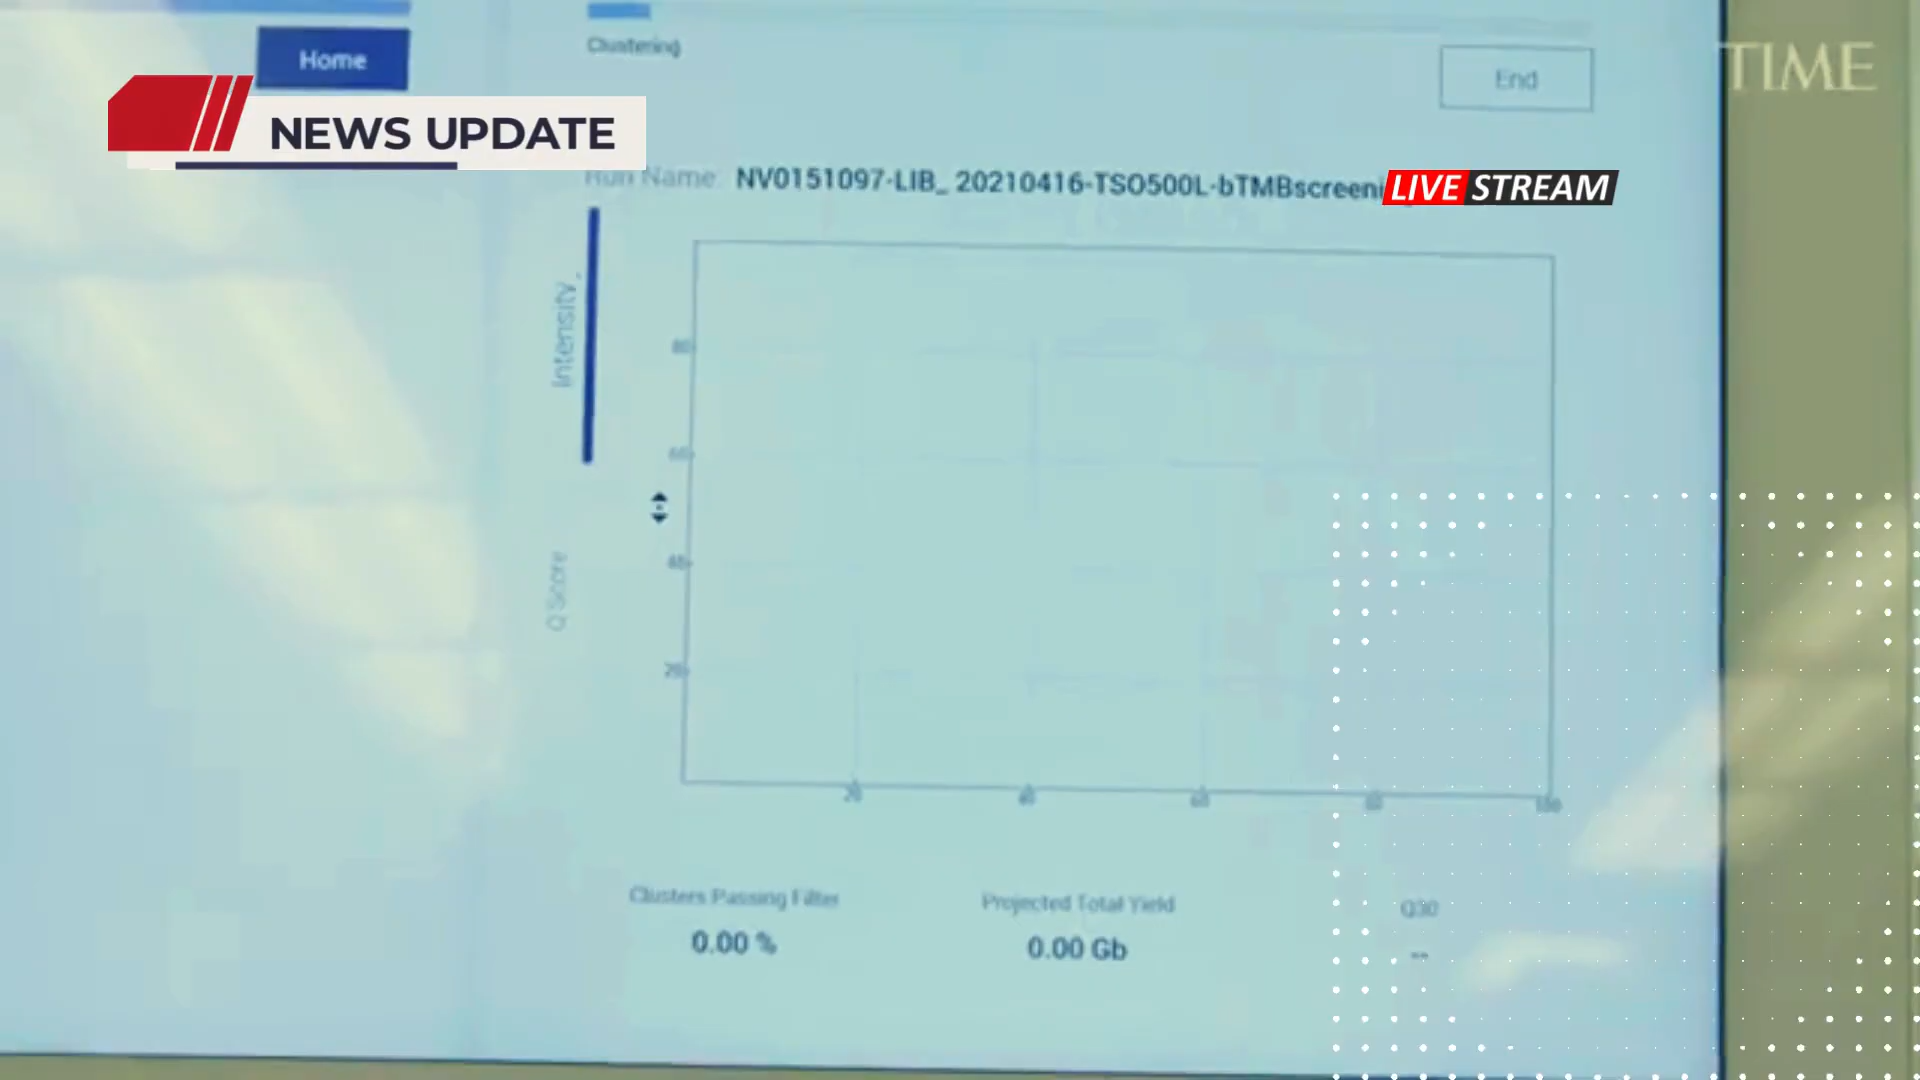 Home
Clustering
End
TIME
NEWS UPDATE
Run Name: NV0151097-LIB_ 20210416-TSO500L-bTMBscreeni
LIVE STREAM
Intensity
Q Score
80
60
40
20
20
40
60
80
100
Clusters Passing Filter
Projected Total Yield
Q30
0.00 %
0.00 Gb
--